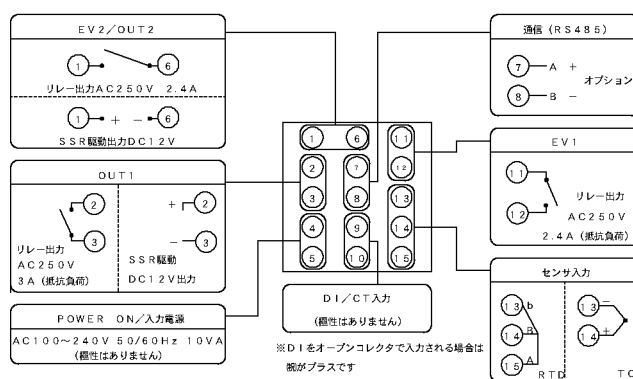 EV2/OUT2
1 6
リレー出力AC250V 2.4A
1 + - 6
SSR駆動出力DC12V
OUT1
2 + 2
3 - 3
リレー出力
AC250V
3A (抵抗負荷)
SSR駆動
DC12V出力
POWER ON/入力電源
AC100~240V 50/60Hz 10VA
(極性はありません)
1 6 11
2 7 12
3 8 13
4 9 14
5 10 15
DI/CT入力
(極性はありません)
※DIをオープンコレクタで入力される場合は
がプラスです
通信 (RS485)
7 A +
オプション
8 B -
EV1
11
12
リレー出力
AC250V
2.4A (抵抗負荷)
センサ入力
13 b
14 B
15 A
RTD
13 -
14 +
TC